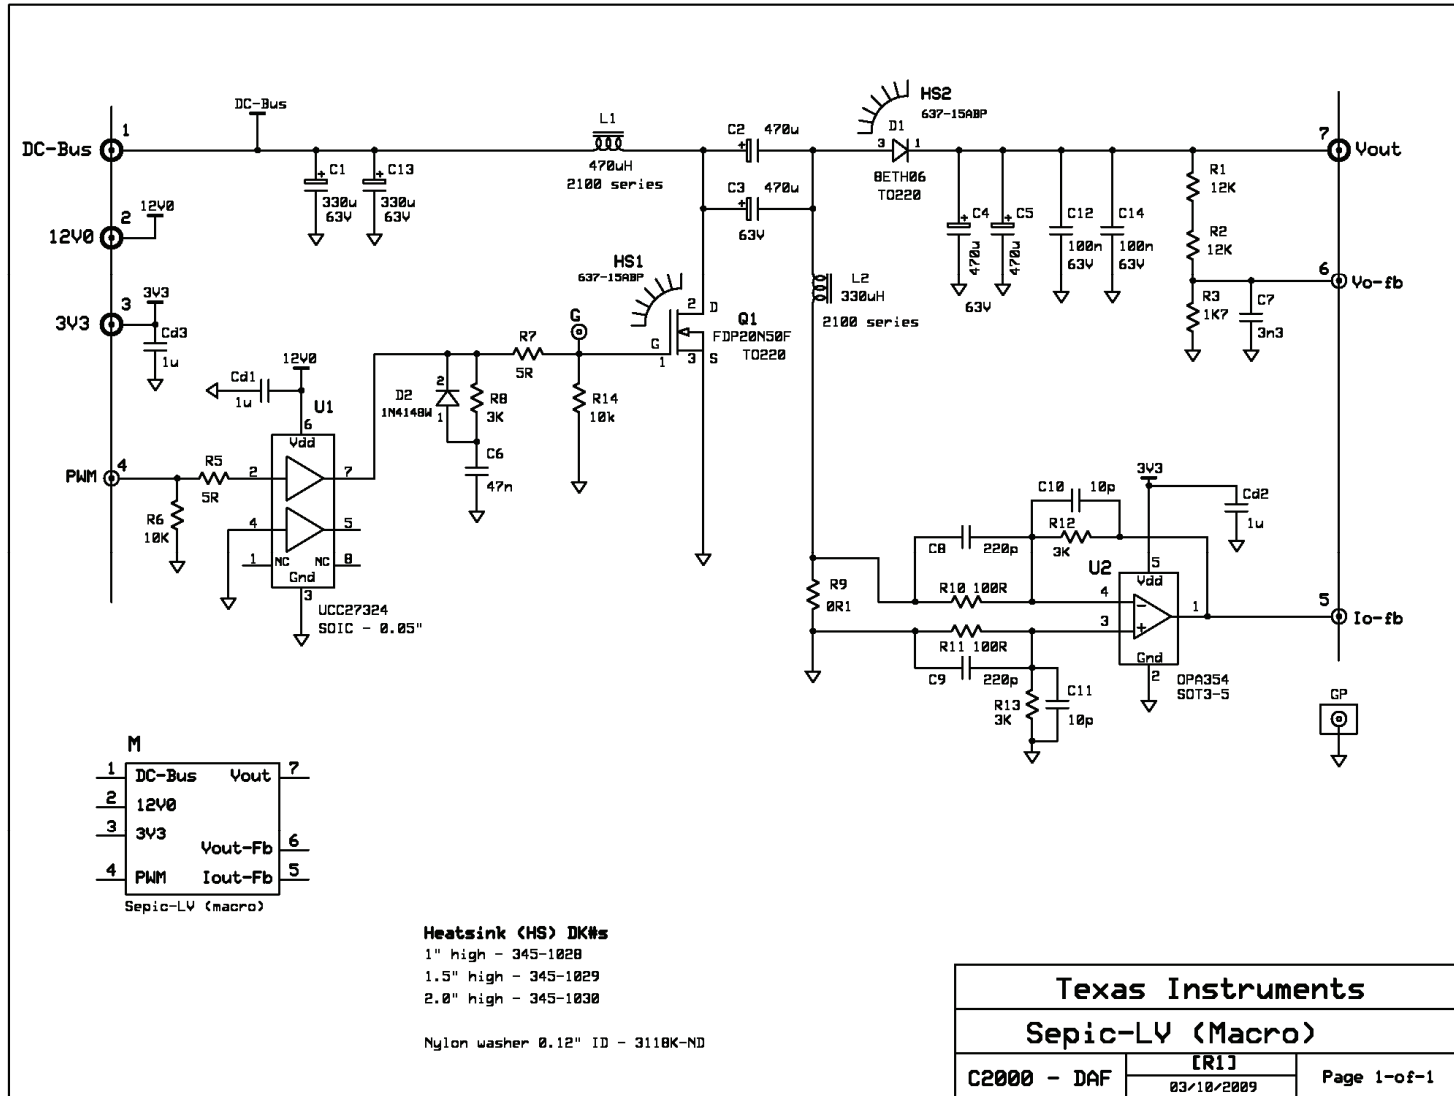 DC-Bus
HS2
637-15ABP
DC-Bus 1
L1
470uH
2100 series
C2 470u
D1
3 1
8ETH06
TO220
7 Vout
C1
330u
63V
C13
330u
63V
C3 470u
63V
C4
470u
C5
470u
63V
C12
100n
63V
C14
100n
63V
R1
12K
R2
12K
12V0 2
12V0
HS1
637-15ABP
L2
330uH
2100 series
6 Vo-fb
R3
1K7
C7
3n3
3V3 3
3V3
Cd3
1u
G
2 D
Q1
FDP20N50F
TO220
G
1
3 S
R7
5R
12V0
Cd1
1u
U1
6
Vdd
D2
1N4148W
2
1
R8
3K
R14
10k
C6
47n
PWM 4
R5
5R
2 7
R6
10K
4 5
1 NC NC 8
Gnd
3
UCC27324
SOIC - 0.05"
3V3
C10 10p
Cd2
1u
R12
3K
C8 220p
U2
5
Vdd
R9
0R1
R10 100R
4
1
3
5 Io-fb
R11 100R
C9 220p
Gnd
2
OPA354
SOT3-5
R13
3K
C11
10p
GP
M
1 DC-Bus Vout 7
2 12V0
3 3V3
Vout-Fb 6
4 PWM Iout-Fb 5
Sepic-LV (macro)
Heatsink (HS) DK#s
1" high - 345-1028
1.5" high - 345-1029
2.0" high - 345-1030
Nylon washer 0.12" ID - 3118K-ND
Texas Instruments
Sepic-LV (Macro)
C2000 - DAF
[R1]
03/10/2009
Page 1-of-1